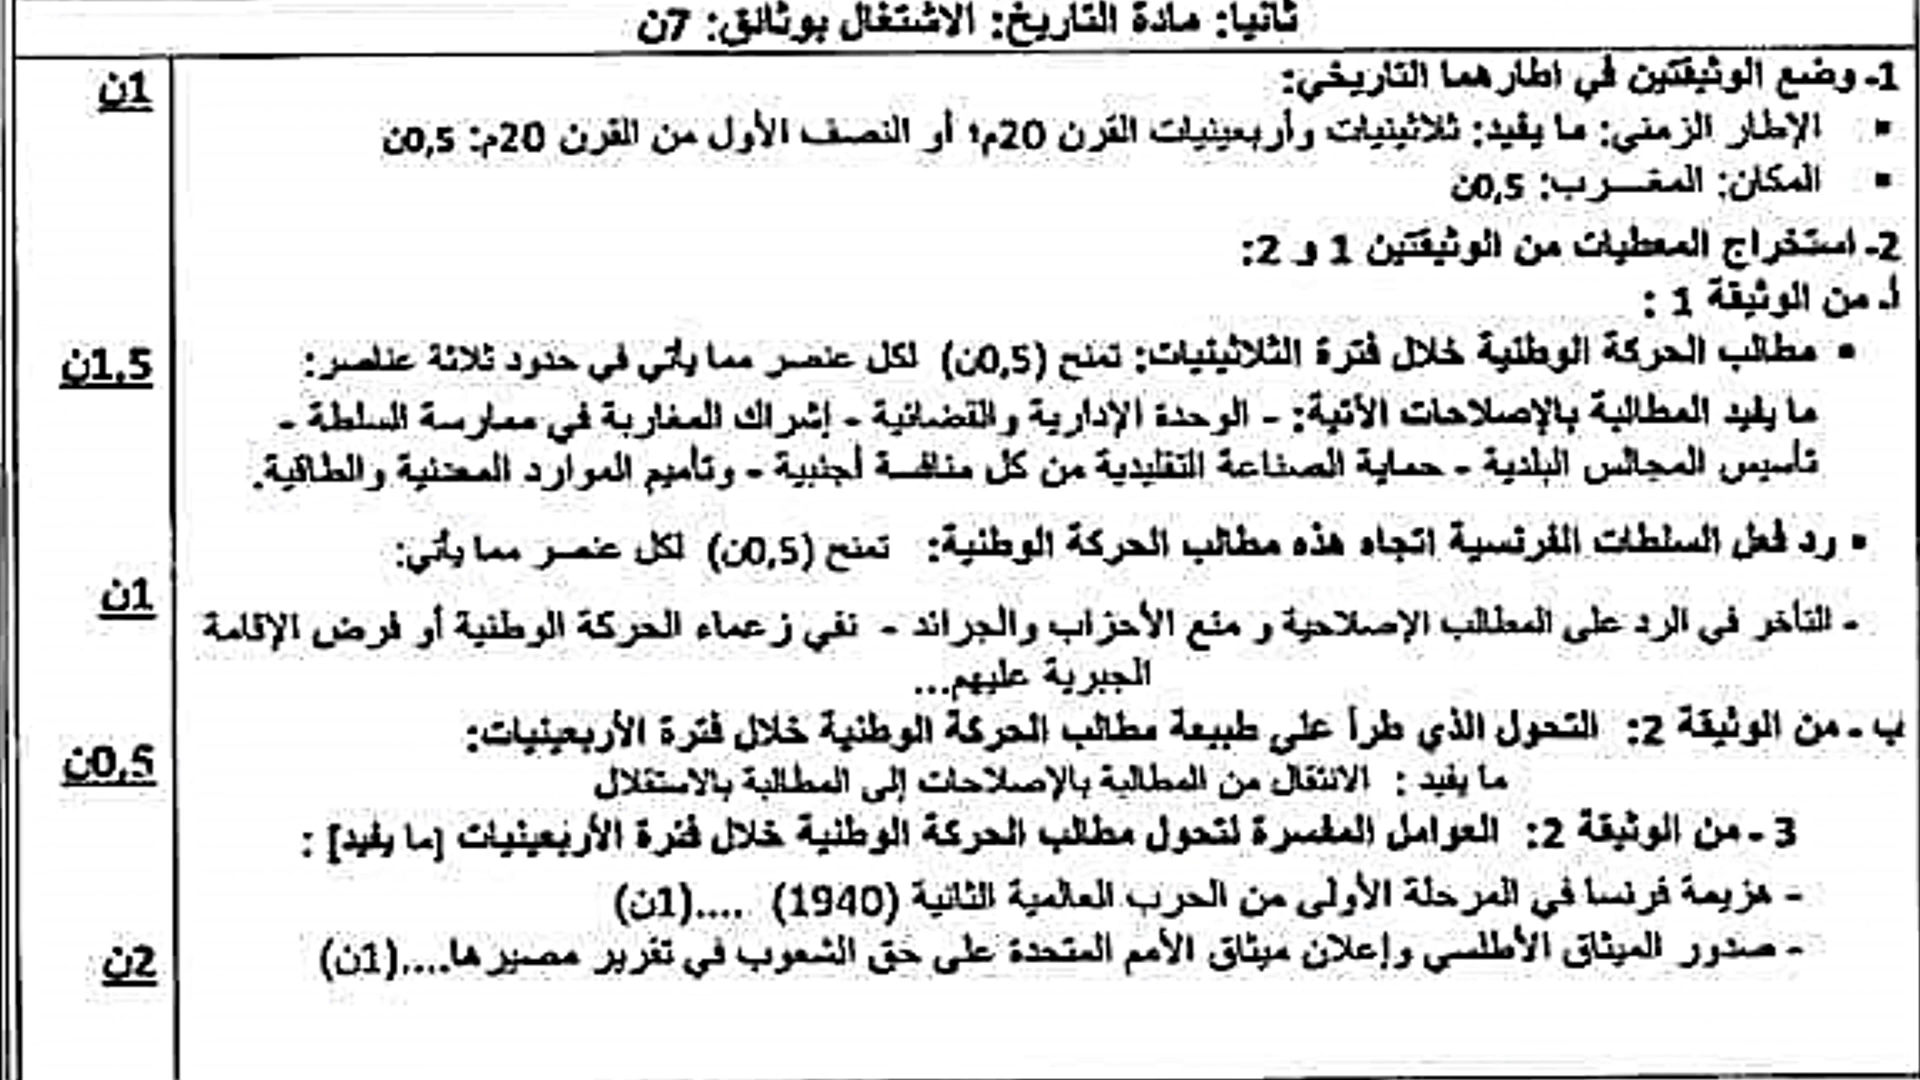 ثانيا: مادة التاريخ: الاشتغال بوثائق: 7ن
1- وضع الوثيقتين في اطارهما التاريخي:
1ن
▪ الإطار الزمني: ما يفيد: ثلاثينيات وأربعينيات القرن 20م؛ أو النصف الأول من القرن 20م: 0,5ن
▪ المكان: المغـــرب: 0,5ن
2- استخراج المعطيات من الوثيقتين 1 و 2:
أ- من الوثيقة 1 :
▪ مطالب الحركة الوطنية خلال فترة الثلاثينيات: تمنح (0,5ن) لكل عنصر مما يأتي في حدود ثلاثة عناصر:
1,5ن
ما يفيد المطالبة بالإصلاحات الآتية: - الوحدة الإدارية والقضائية - إشراك المغاربة في ممارسة السلطة -
تأسيس المجالس البلدية - حماية الصناعة التقليدية من كل منافسة أجنبية - وتأميم الموارد المعدنية والطاقية.
▪ رد فعل السلطات الفرنسية اتجاه هذه مطالب الحركة الوطنية: تمنح (0,5ن) لكل عنصر مما يأتي:
1ن
- التأخر في الرد على المطالب الإصلاحية و منع الأحزاب والجرائد - نفي زعماء الحركة الوطنية أو فرض الإقامة
الجبرية عليهم...
ب - من الوثيقة 2: التحول الذي طرأ على طبيعة مطالب الحركة الوطنية خلال فترة الأربعينيات:
0,5ن
ما يفيد : الانتقال من المطالبة بالإصلاحات إلى المطالبة بالاستقلال
3 - من الوثيقة 2: العوامل المفسرة لتحول مطالب الحركة الوطنية خلال فترة الأربعينيات [ما يفيد] :
- هزيمة فرنسا في المرحلة الأولى من الحرب العالمية الثانية (1940) ....(1ن)
- صدور الميثاق الأطلسي وإعلان ميثاق الأمم المتحدة على حق الشعوب في تقرير مصيرها....(1ن)
2ن